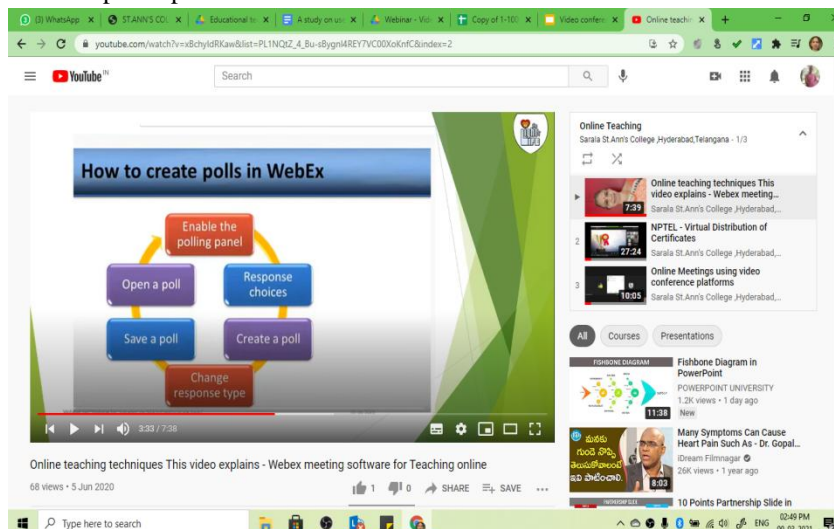 (3) WhatsApp
ST.ANN'S COL
Educational te
A study on us
Webinar - Vid
Copy of 1-100
Video confere
Online teachin
youtube.com/watch?v=xBchyIdRKaw&list=PL1NQtZ_4_Bu-sBygnI4REY7VC00XoKnfC&index=2
YouTube IN
Search
How to create polls in WebEx
Enable the
polling panel
Response
choices
Create a poll
Change
response type
Save a poll
Open a poll
3:33 / 7:38
Online teaching techniques This video explains - Webex meeting software for Teaching online
68 views • 5 Jun 2020
1
0
SHARE
SAVE
Online Teaching
Sarala St.Ann's College ,Hyderabad,Telangana - 1/3
7:39
Online teaching techniques This
video explains - Webex meeting...
Sarala St.Ann's College ,Hyderabad,...
2
27:24
NPTEL - Virtual Distribution of
Certificates
Sarala St.Ann's College ,Hyderabad,...
3
10:05
Online Meetings using video
conference platforms
Sarala St.Ann's College ,Hyderabad,...
All
Courses
Presentations
FISHBONE DIAGRAM
11:38
Fishbone Diagram in
PowerPoint
POWERPOINT UNIVERSITY
1.2K views • 1 day ago
New
మీకు
గుండె నొప్పి
తెలుసుకోవాలంటే
ఇవి పాటించాలి.
8:03
Many Symptoms Can Cause
Heart Pain Such As - Dr. Gopal...
iDream Filmnagar
26K views • 1 year ago
10 Points Partnership Slide in
Type here to search
ENG
02:49 PM